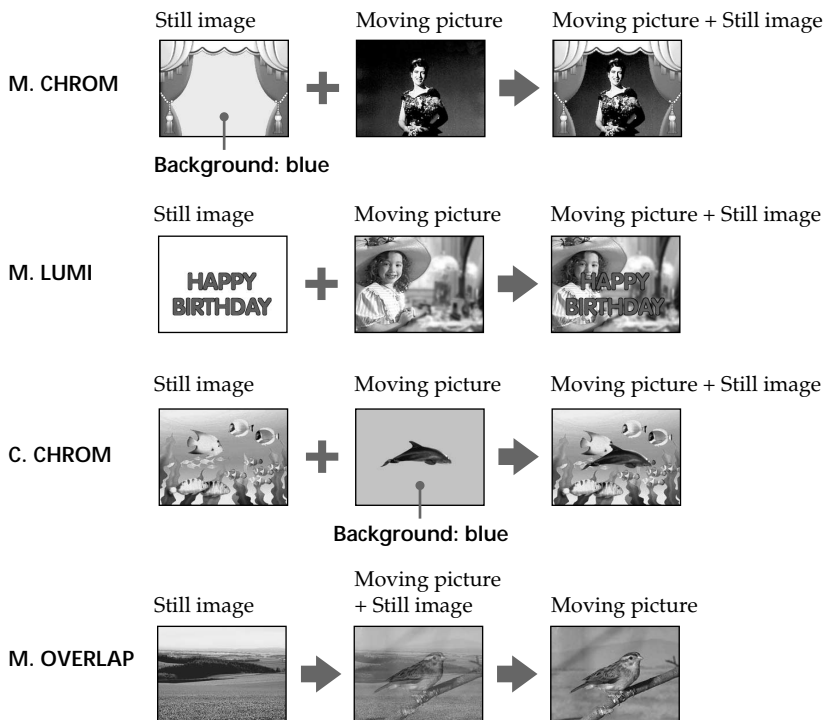 Still image
Moving picture
Moving picture + Still image
M. CHROM
Background: blue
Still image
Moving picture
Moving picture + Still image
M. LUMI
HAPPY
BIRTHDAY
HAPPY
BIRTHDAY
Still image
Moving picture
Moving picture + Still image
C. CHROM
Background: blue
Still image
Moving picture
+ Still image
Moving picture
M. OVERLAP